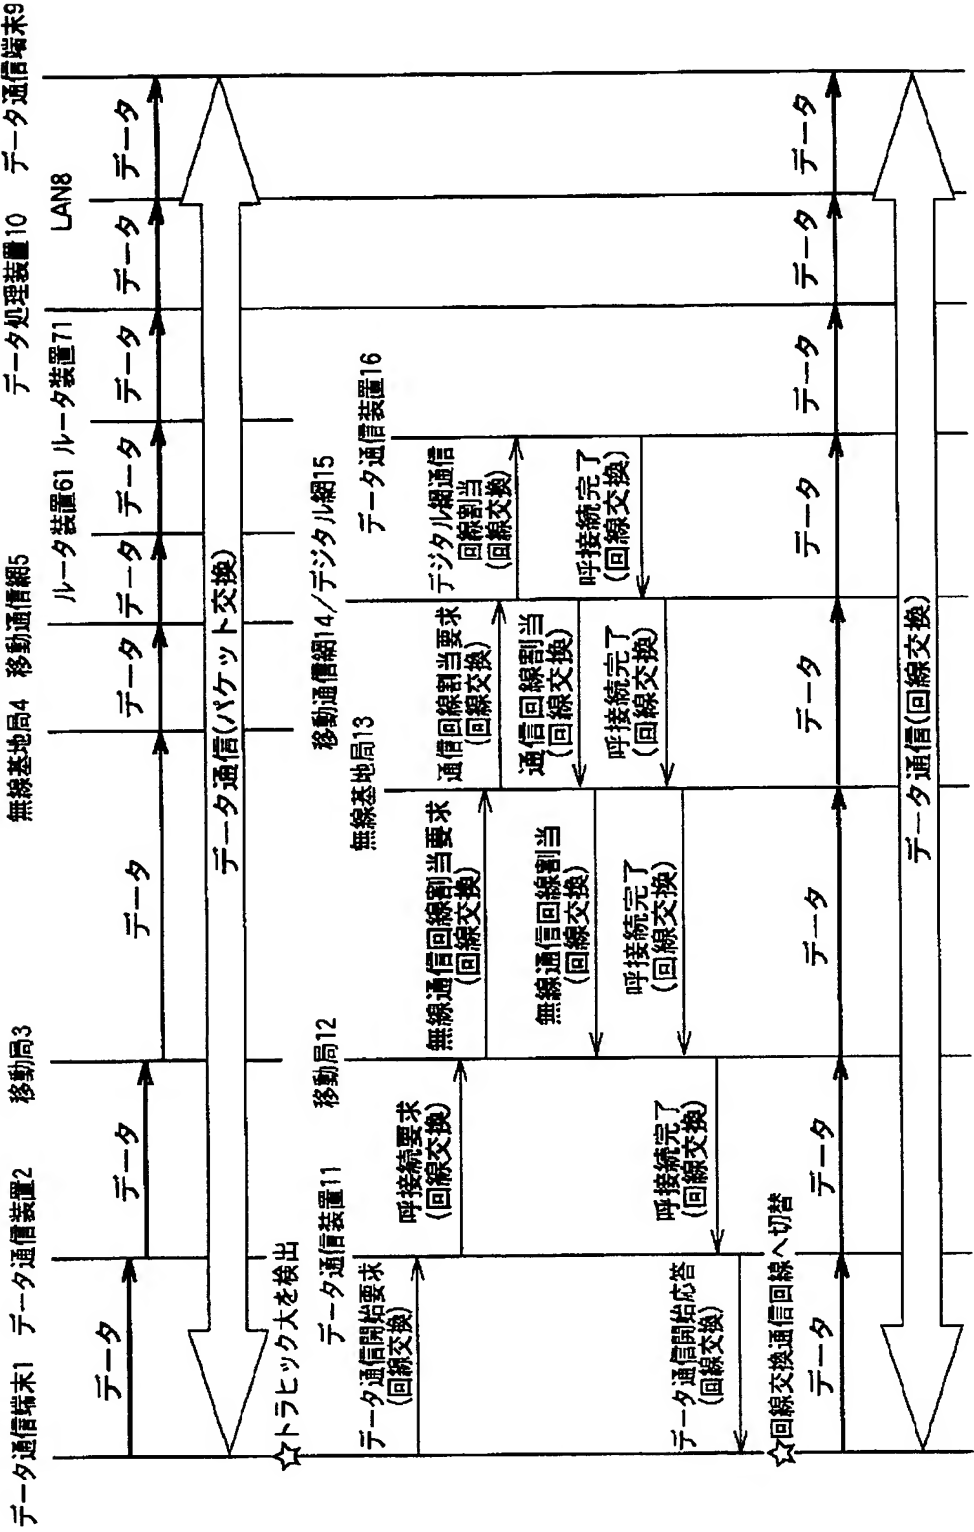 データ通信端末1
データ通信装置2
移動局3
無線基地局4
移動通信網5
ルータ装置61
ルータ装置71
データ処理装置10
LAN8
データ通信端末9
データ
データ
データ
データ
データ
データ
データ
データ
データ
データ通信(パケット交換)
☆トラヒック大を検出
データ通信装置11
移動局12
無線基地局13
移動通信網14/デジタル網15
データ通信装置16
データ通信開始要求
(回線交換)
呼接続要求
(回線交換)
無線通信回線割当要求
(回線交換)
通信回線割当要求
(回線交換)
デジタル網通信
回線割当
(回線交換)
通信回線割当
(回線交換)
無線通信回線割当
(回線交換)
呼接続完了
(回線交換)
呼接続完了
(回線交換)
呼接続完了
(回線交換)
呼接続完了
(回線交換)
データ通信開始応答
(回線交換)
☆回線交換通信回線へ切替
データ
データ
データ
データ
データ
データ
データ
データ
データ通信(回線交換)